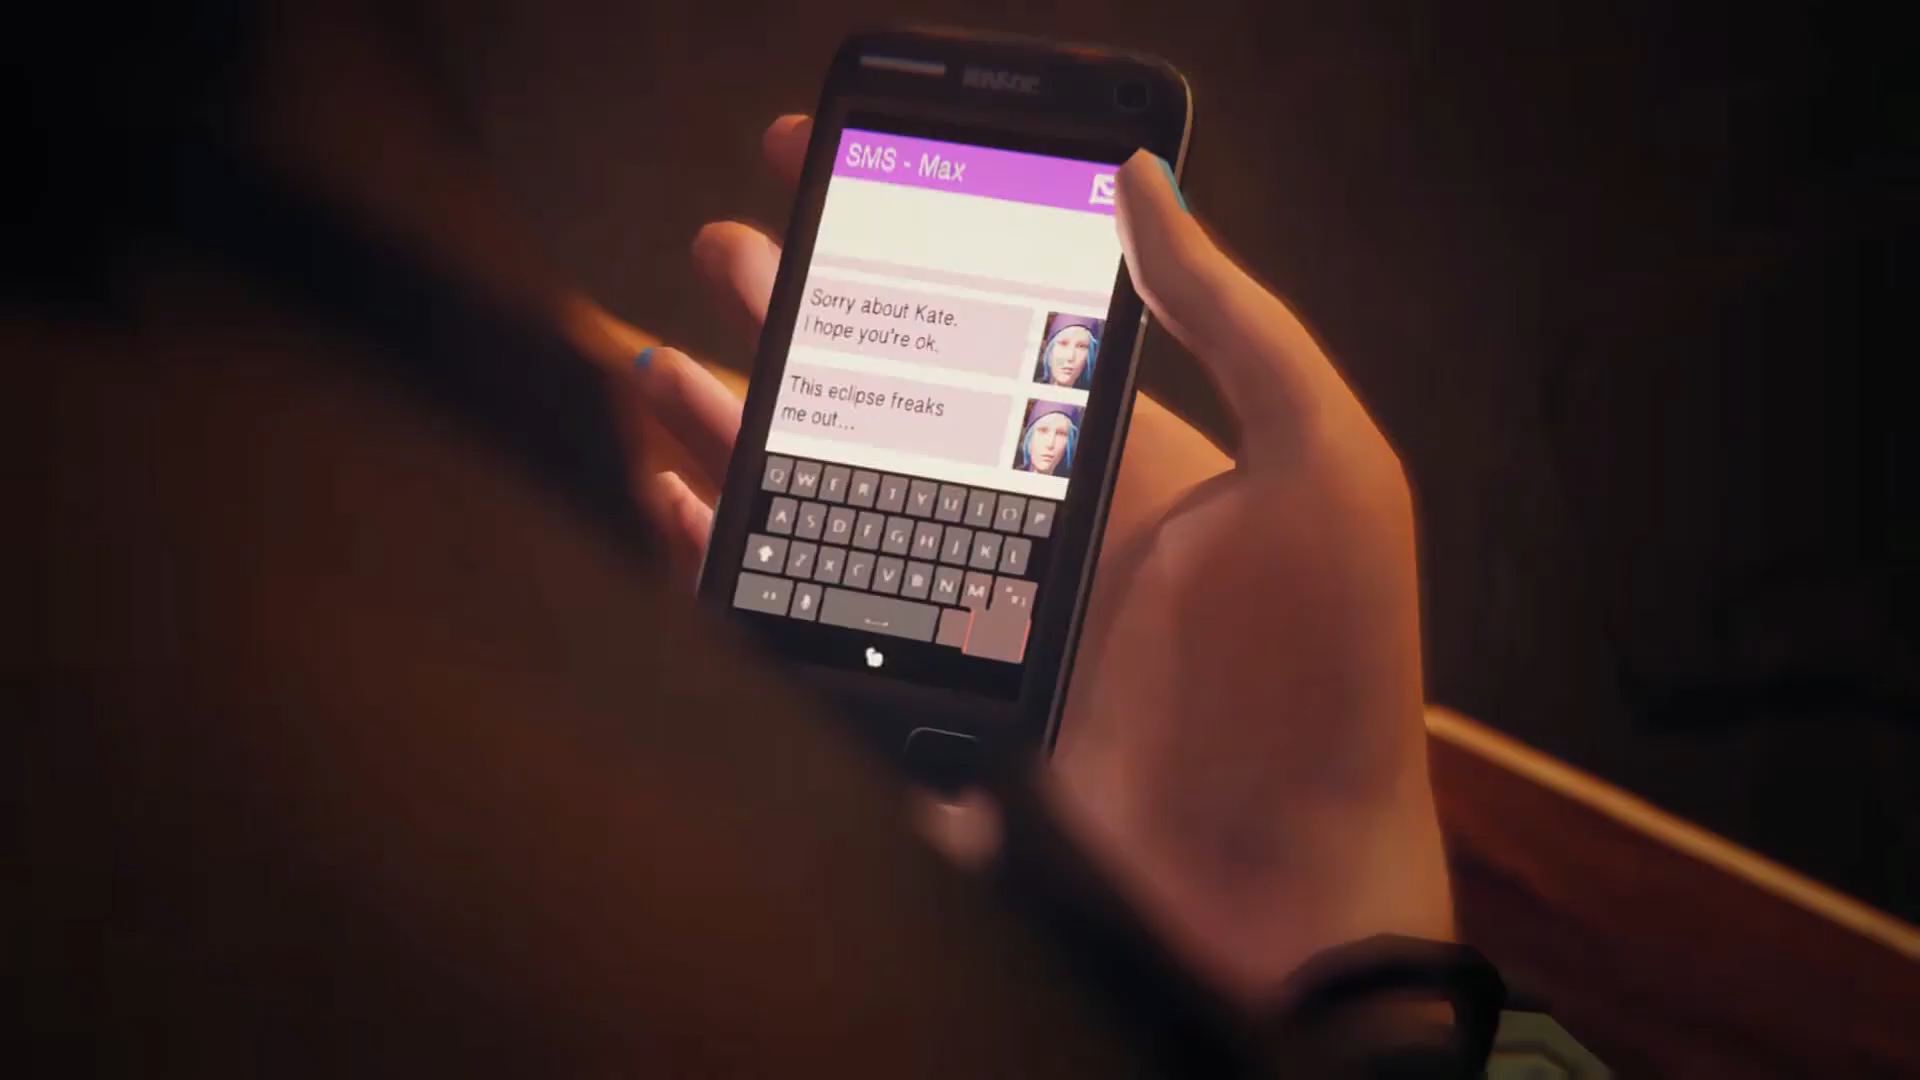 SMS - Max
Sorry about Kate.
I hope you're ok.
This eclipse freaks
me out...
Q W E R T Y U I O P
A S D F G H J K L
Z X C V B N M